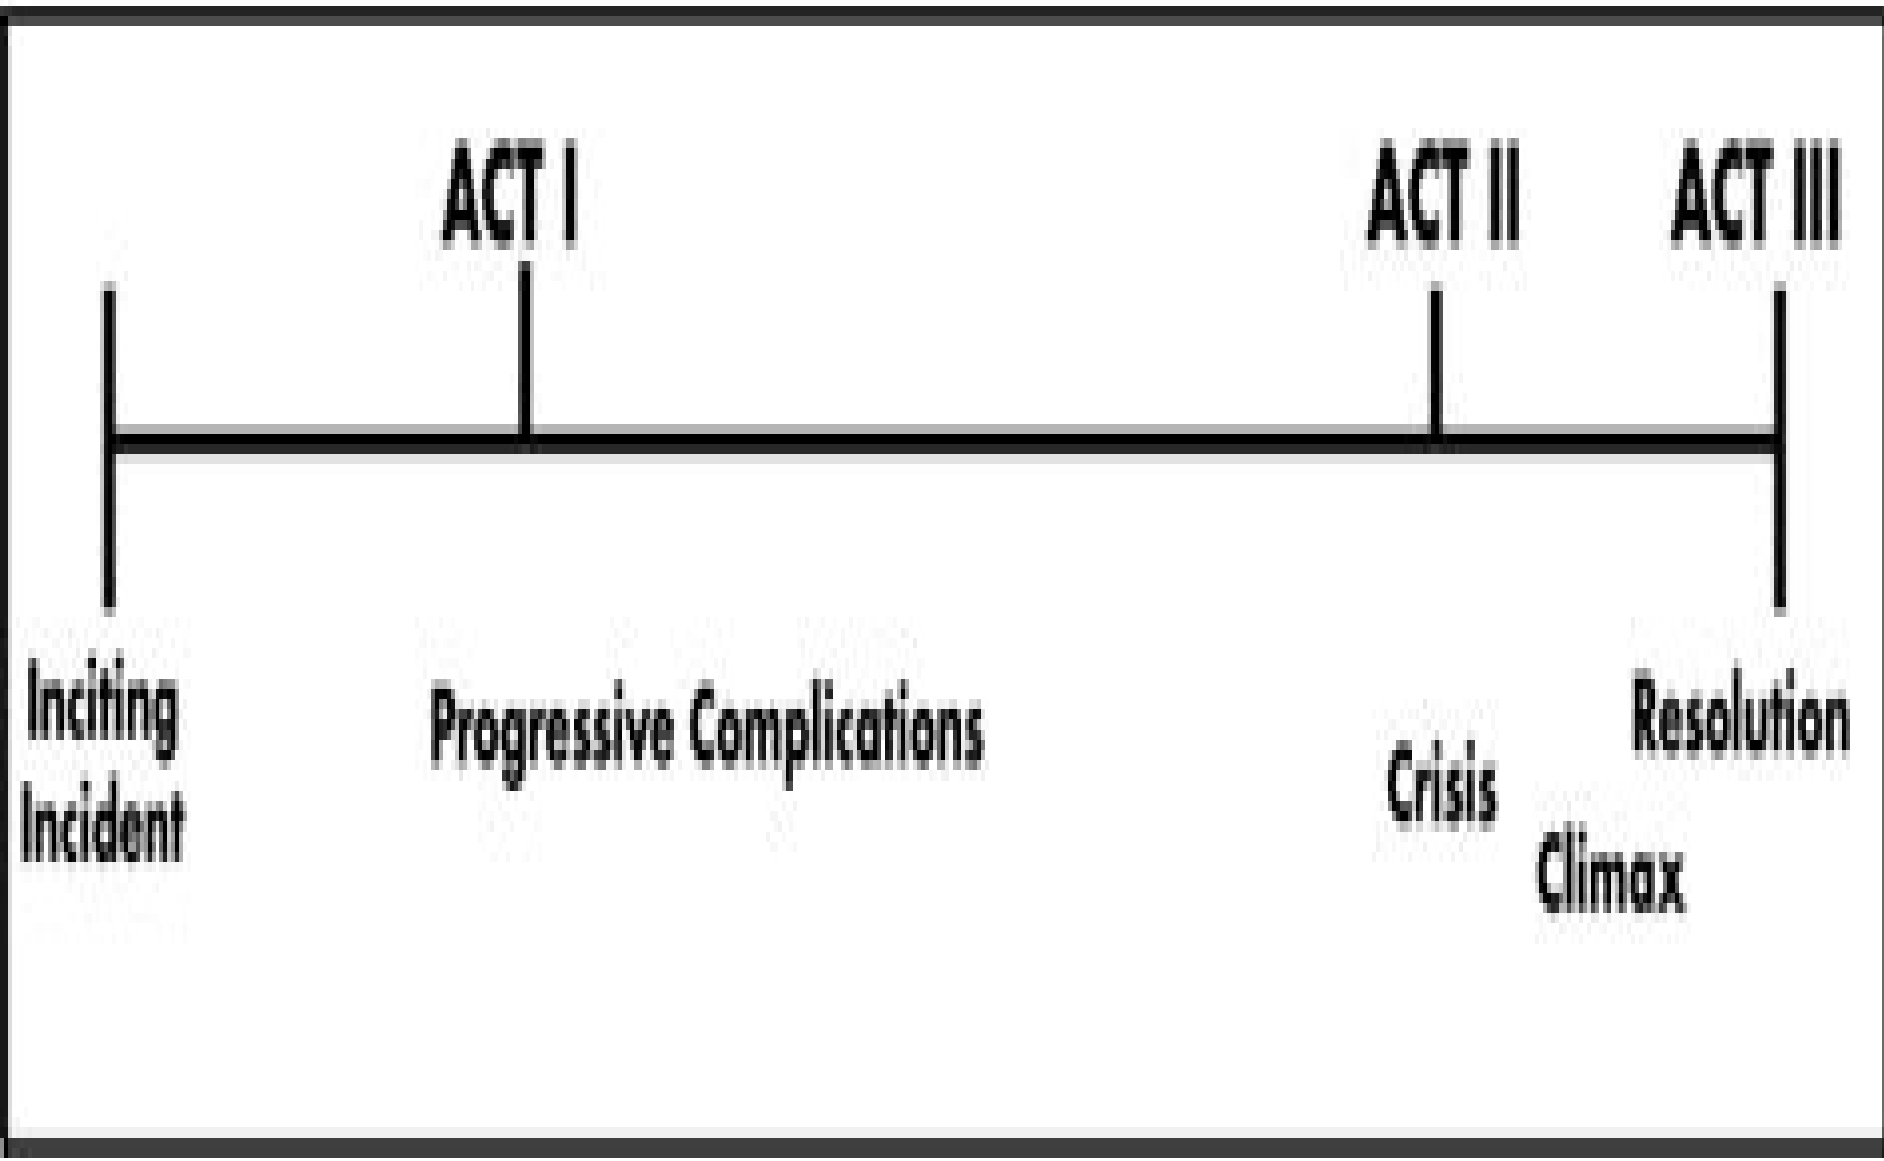 ACT I
ACT II
ACT III
Inciting
Incident
Progressive Complications
Crisis
Climax
Resolution